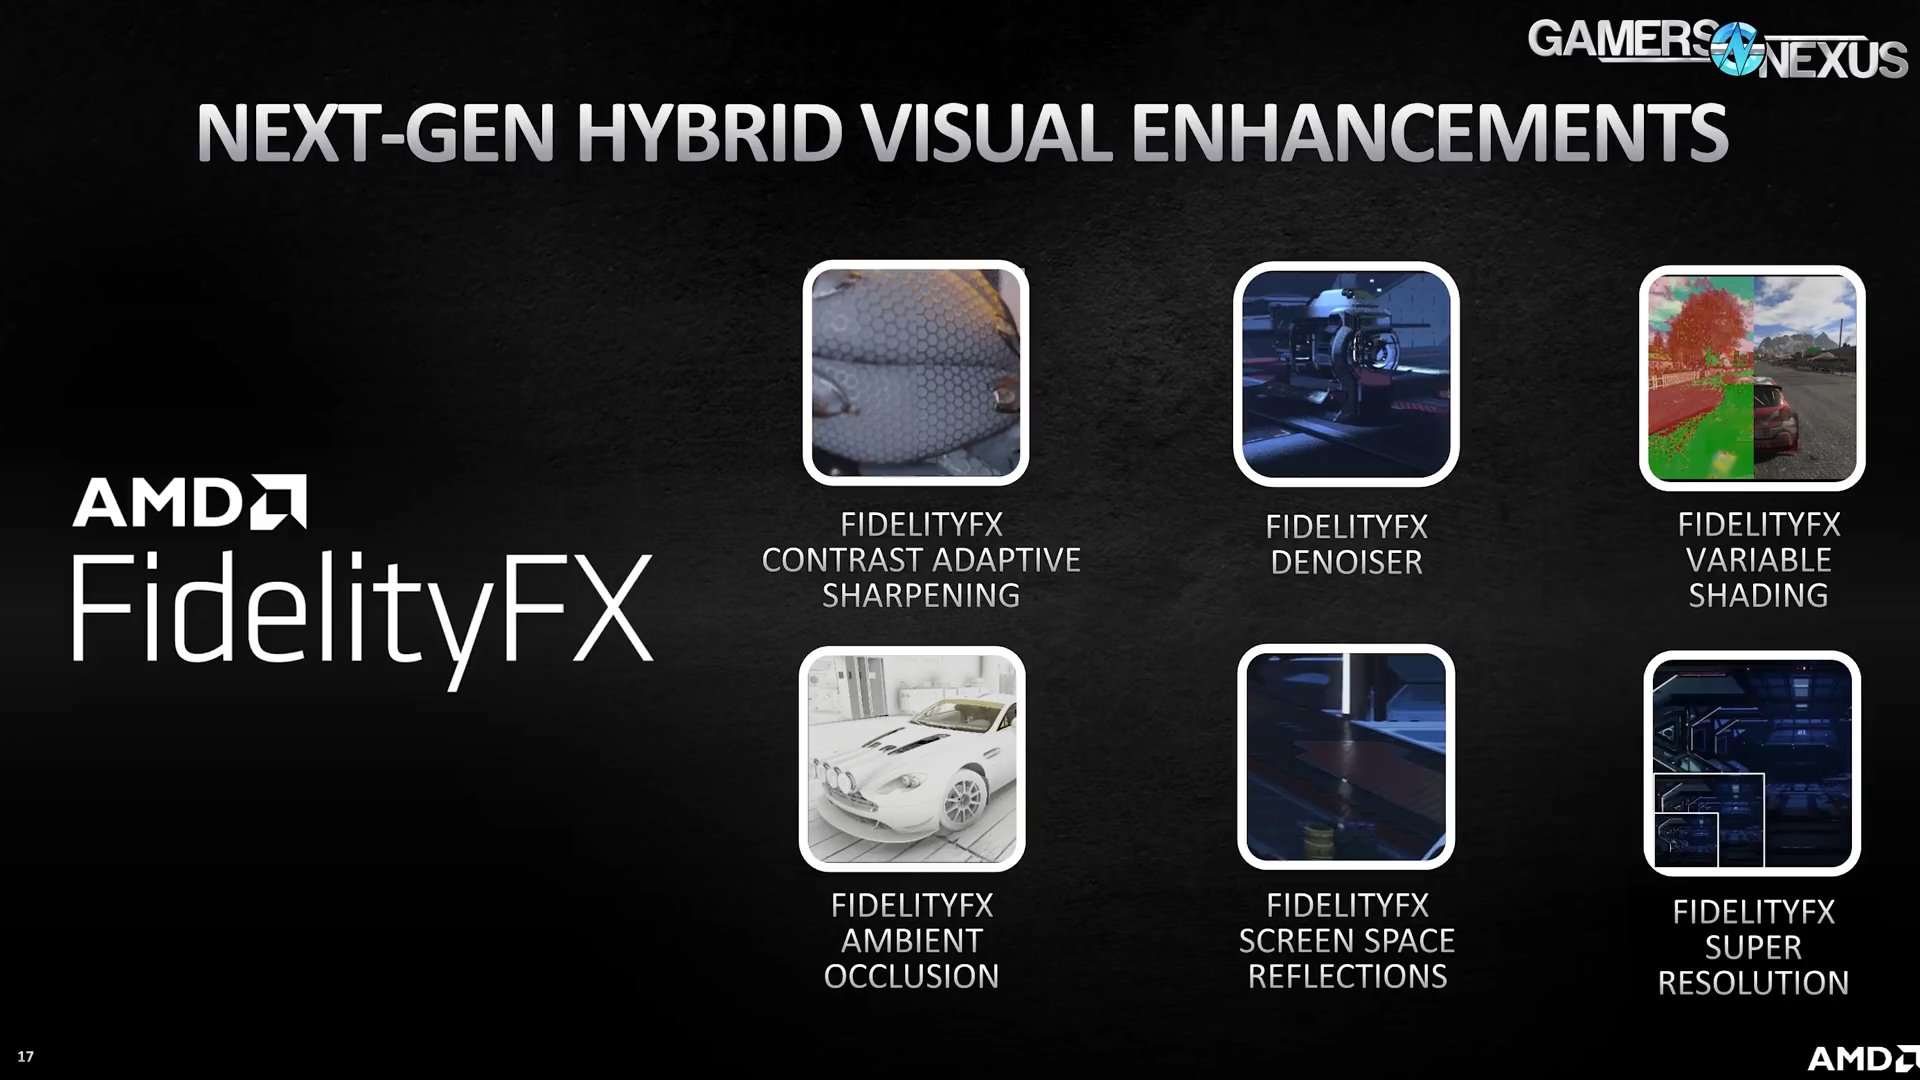 GAMERS NEXUS
NEXT-GEN HYBRID VISUAL ENHANCEMENTS
AMD
FidelityFX
FIDELITYFX
CONTRAST ADAPTIVE
SHARPENING
FIDELITYFX
DENOISER
FIDELITYFX
VARIABLE
SHADING
FIDELITYFX
AMBIENT
OCCLUSION
FIDELITYFX
SCREEN SPACE
REFLECTIONS
FIDELITYFX
SUPER
RESOLUTION
17
AMD